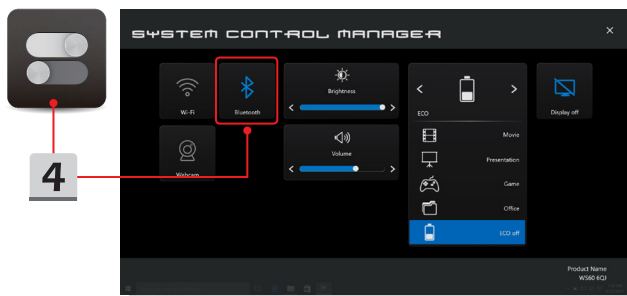 SYSTEM CONTROL MANAGER
Wi-Fi
Bluetooth
Brightness
ECO
Display off
Webcam
Volume
Movie
Presentation
Game
Office
ECO off
4
Product Name
WS60 6QJ